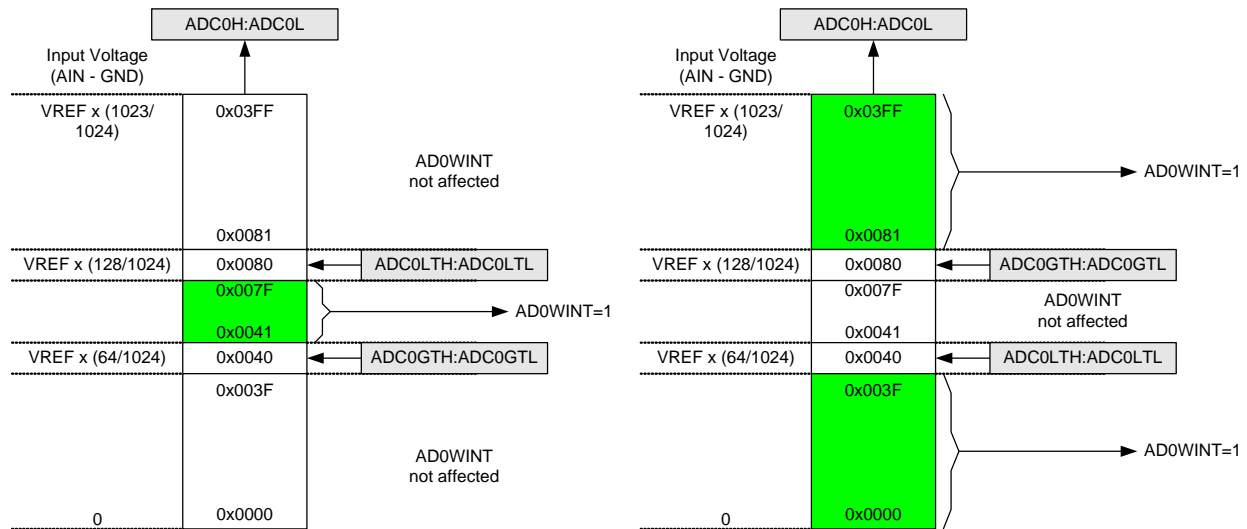 ADC0H:ADC0L
Input Voltage
(AIN - GND)
VREF x (1023/
1024)
0x03FF
AD0WINT
not affected
0x0081
VREF x (128/1024)
0x0080
ADC0LTH:ADC0LTL
0x007F
AD0WINT=1
0x0041
VREF x (64/1024)
0x0040
ADC0GTH:ADC0GTL
0x003F
AD0WINT
not affected
0
0x0000
ADC0H:ADC0L
Input Voltage
(AIN - GND)
VREF x (1023/
1024)
0x03FF
AD0WINT=1
0x0081
VREF x (128/1024)
0x0080
ADC0GTH:ADC0GTL
0x007F
AD0WINT
not affected
0x0041
VREF x (64/1024)
0x0040
ADC0LTH:ADC0LTL
0x003F
AD0WINT=1
0
0x0000